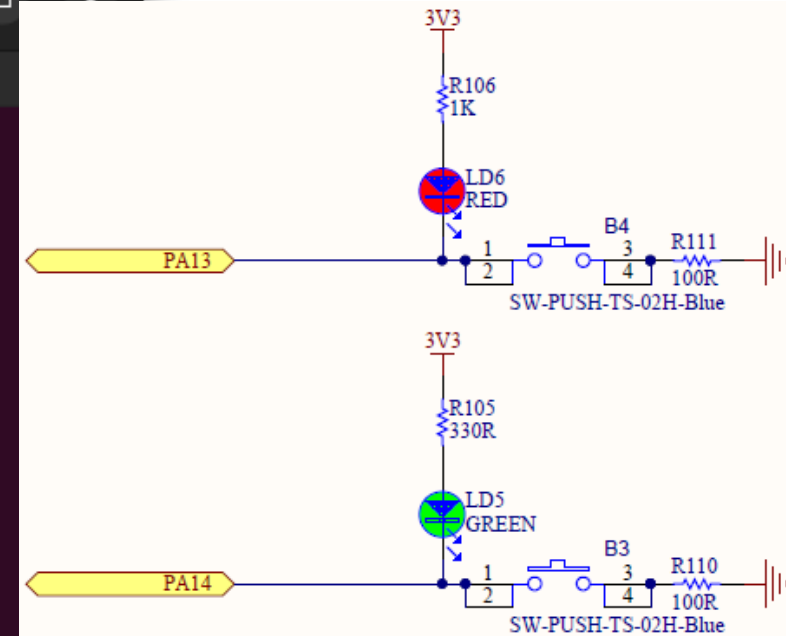 3V3
R106
1K
LD6
RED
B4
PA13
1
2
3
4
R111
100R
SW-PUSH-TS-02H-Blue
3V3
R105
330R
LD5
GREEN
B3
PA14
1
2
3
4
R110
100R
SW-PUSH-TS-02H-Blue